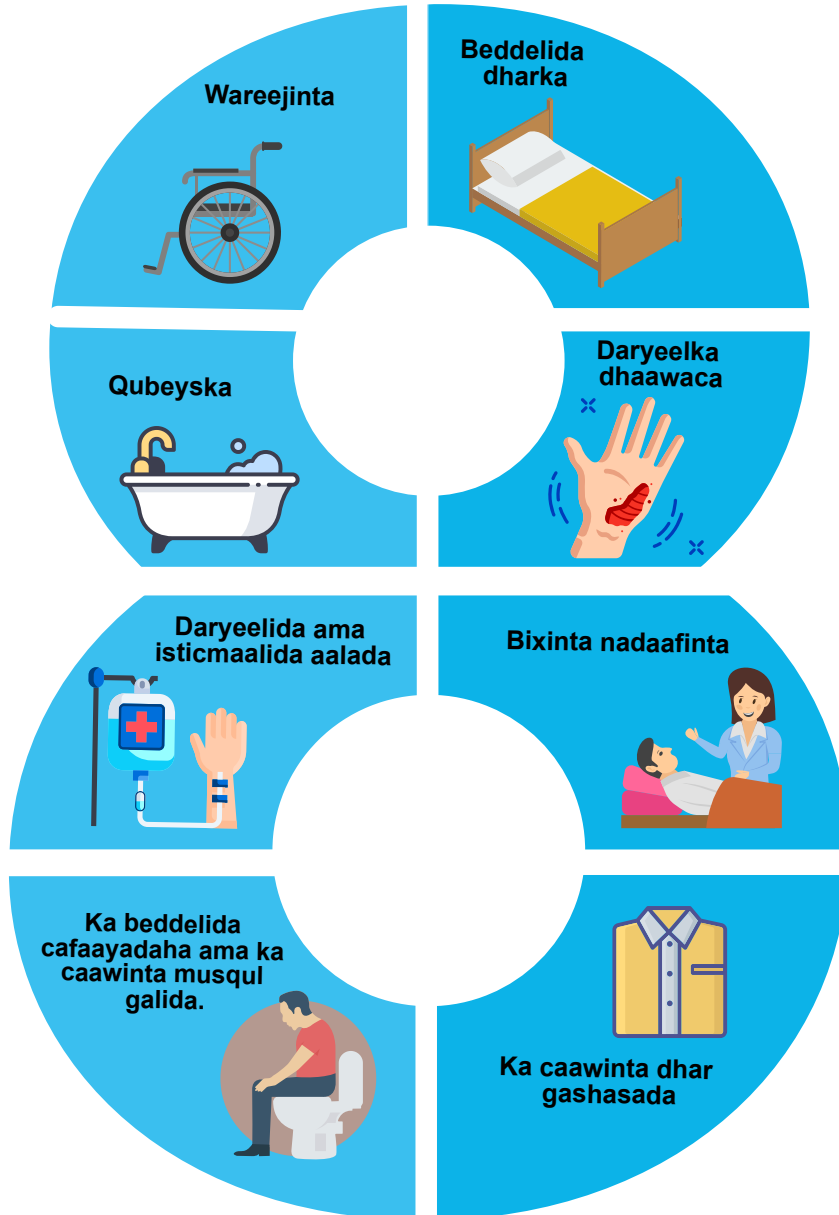 Wareejinta
Beddelida
dharka
Qubeyska
Daryeelka
dhaawaca
Daryeelida ama
isticmaalida aalada
Bixinta nadaafinta
Ka beddelida
cafaayadaha ama ka
caawinta musqul
galida.
Ka caawinta dhar
gashasada